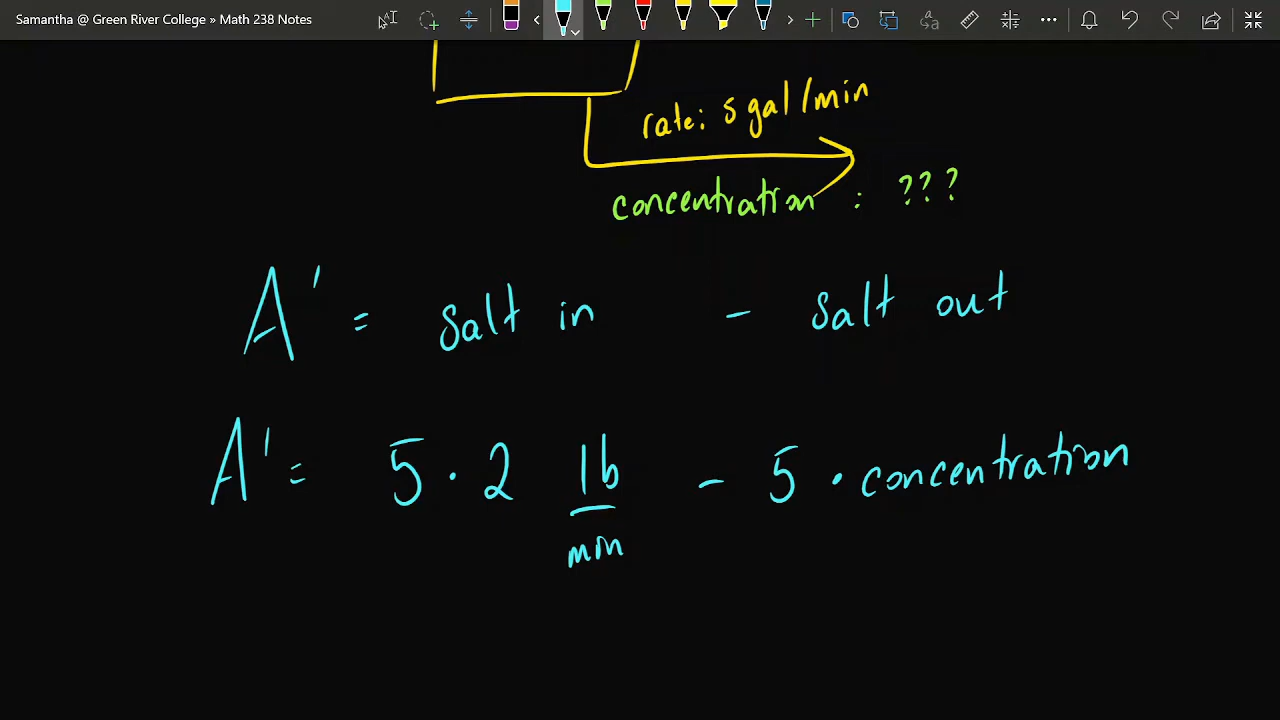 Samantha @ Green River College » Math 238 Notes
rate: 5 gal/min
concentration : ???
A' = salt in - salt out
A' = 5 · 2 lb/min - 5 · concentration